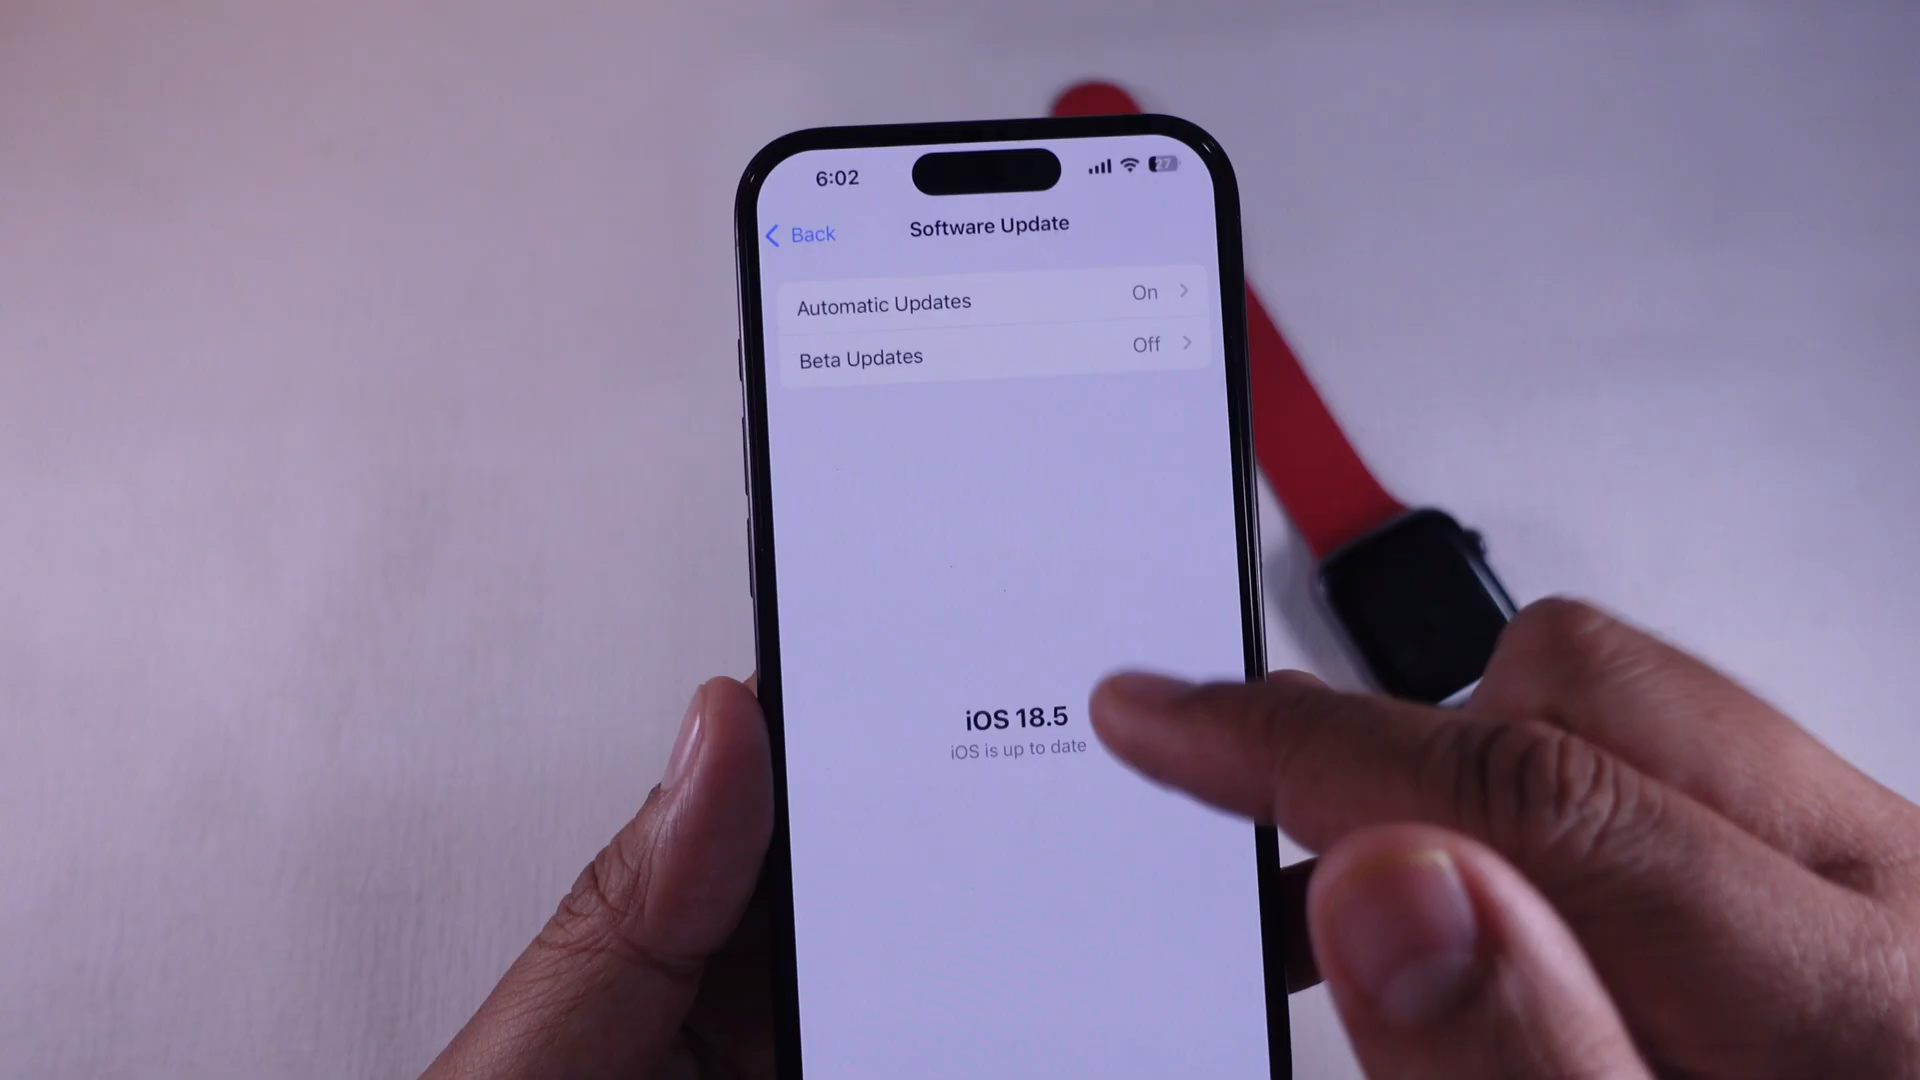 6:02
27
Back
Software Update
Automatic Updates On
Beta Updates Off
iOS 18.5
iOS is up to date